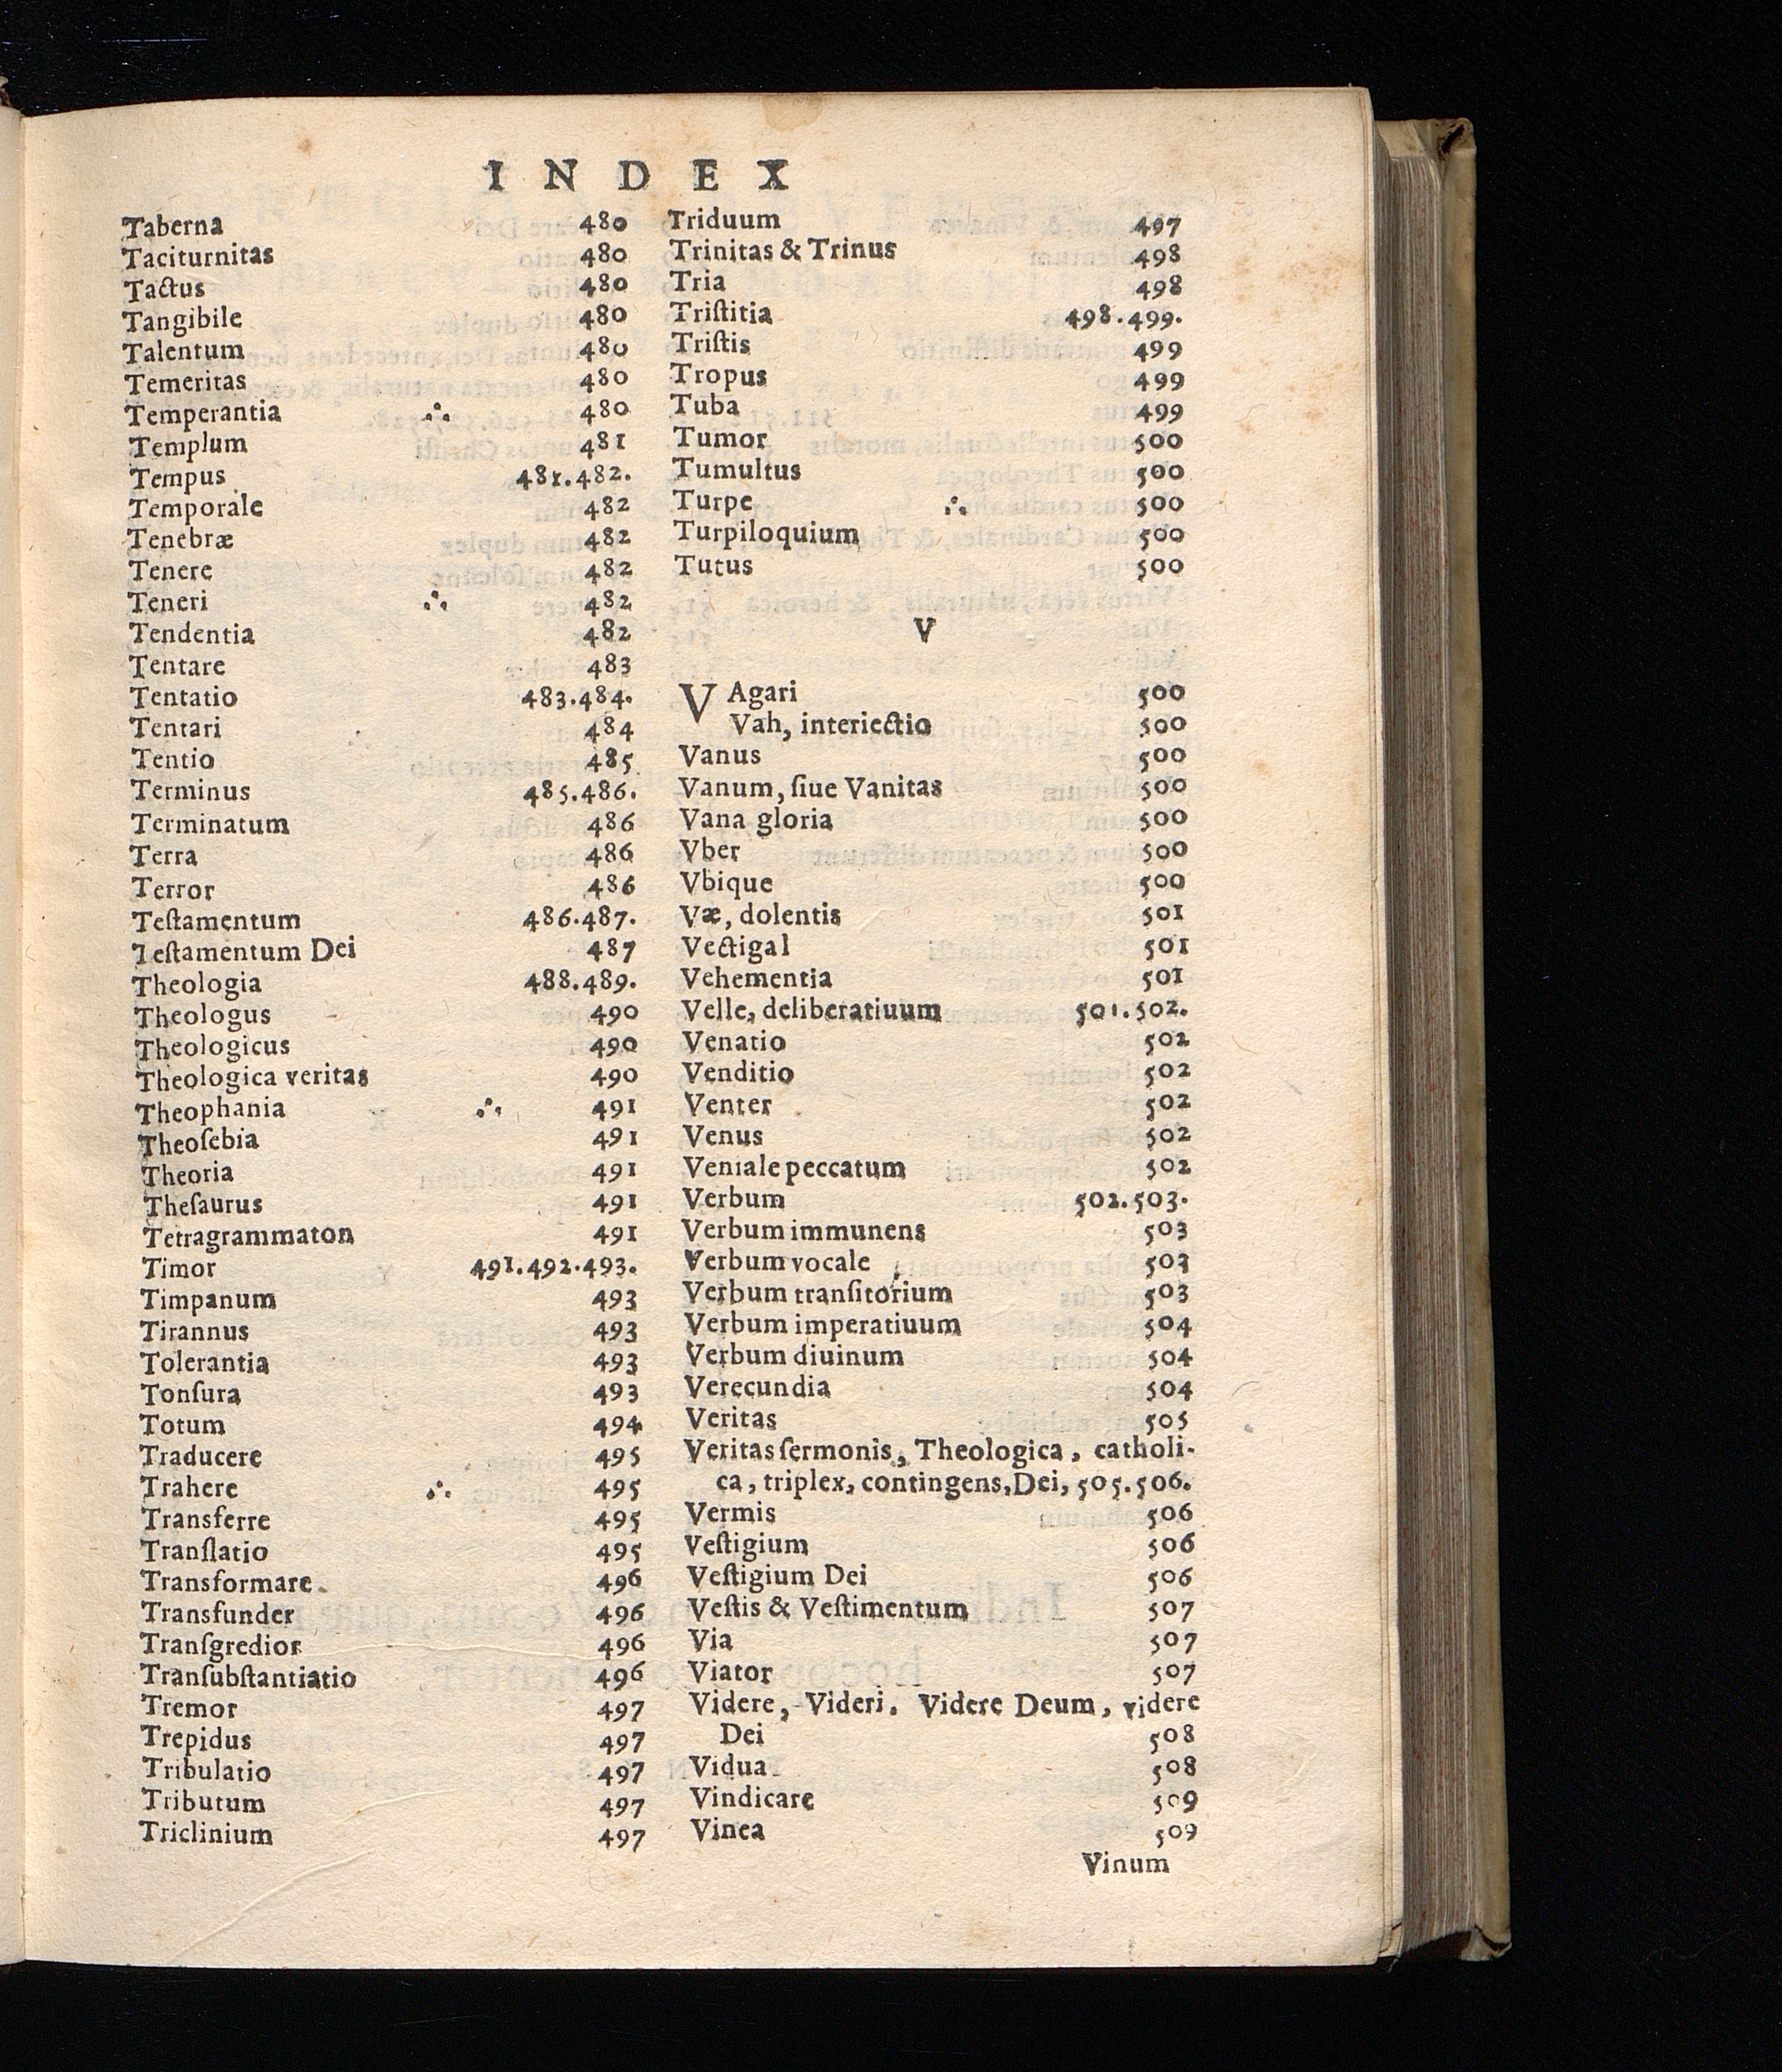 INDEX
Taberna 480
Taciturnitas 480
Tactus 480
Tangibile 480
Talentum 480
Temeritas 480
Temperantia ∴ 480
Templum 481
Tempus 481.482.
Temporale 482
Tenebræ 482
Tenere 482
Teneri ∴ 482
Tendentia 482
Tentare 483
Tentatio 483.484.
Tentari 484
Tentio 485
Terminus 485.486.
Terminatum 486
Terra 486
Terror 486
Teſtamentum 486.487.
Teſtamentum Dei 487
Theologia 488.489.
Theologus 490
Theologicus 490
Theologica veritas 490
Theophania ∴ 491
Theoſebia 491
Theoria 491
Theſaurus 491
Tetragrammaton 491
Timor 491.492.493.
Timpanum 493
Tirannus 493
Tolerantia 493
Tonſura 493
Totum 494
Traducere 495
Trahere ∴ 495
Transferre 495
Tranſlatio 495
Transformare 496
Transfunder 496
Tranſgredior 496
Tranſubſtantiatio 496
Tremor 497
Trepidus 497
Tribulatio 497
Tributum 497
Triclinium 497
Triduum 497
Trinitas & Trinus 498
Tria 498
Triſtitia 498.499.
Triſtis 499
Tropus 499
Tuba 499
Tumor 500
Tumultus 500
Turpe ∴ 500
Turpiloquium 500
Tutus 500
V
VAgari 500
Vah, interiectio 500
Vanus 500
Vanum, ſiue Vanitas 500
Vana gloria 500
Vber 500
Vbique 500
Væ, dolentis 501
Vectigal 501
Vehementia 501
Velle, deliberatiuum 501.502.
Venatio 502
Venditio 502
Venter 502
Venus 502
Veniale peccatum 502
Verbum 502.503.
Verbum immunens 503
Verbum vocale 503
Verbum tranſitorium 503
Verbum imperatiuum 504
Verbum diuinum 504
Verecundia 504
Veritas 505
Veritas ſermonis, Theologica, catholi-
ca, triplex, contingens, Dei, 505.506.
Vermis 506
Veſtigium 506
Veſtigium Dei 506
Veſtis & Veſtimentum 507
Via 507
Viator 507
Videre, Videri. Videre Deum, videre
Dei 508
Vidua 508
Vindicare 509
Vinea 509
Vinum